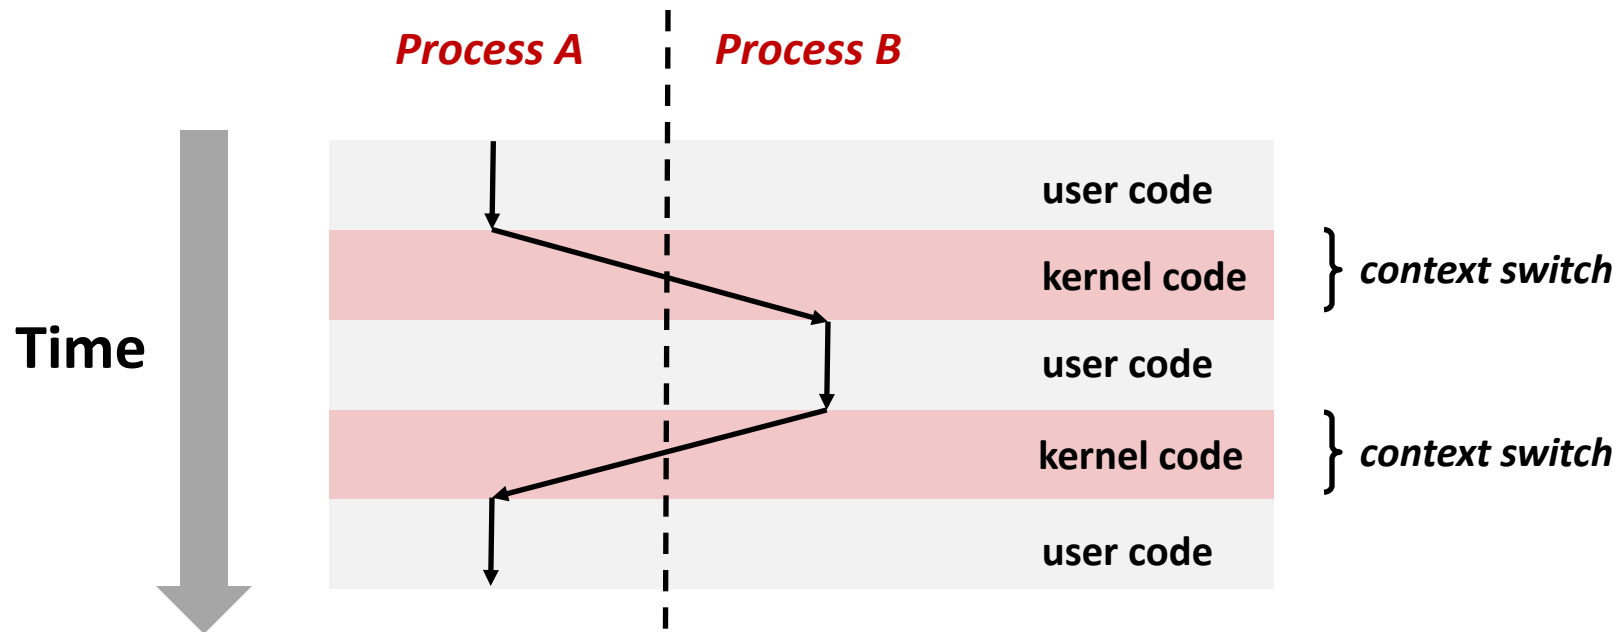 Process A
Process B
user code
kernel code
context switch
Time
user code
kernel code
context switch
user code